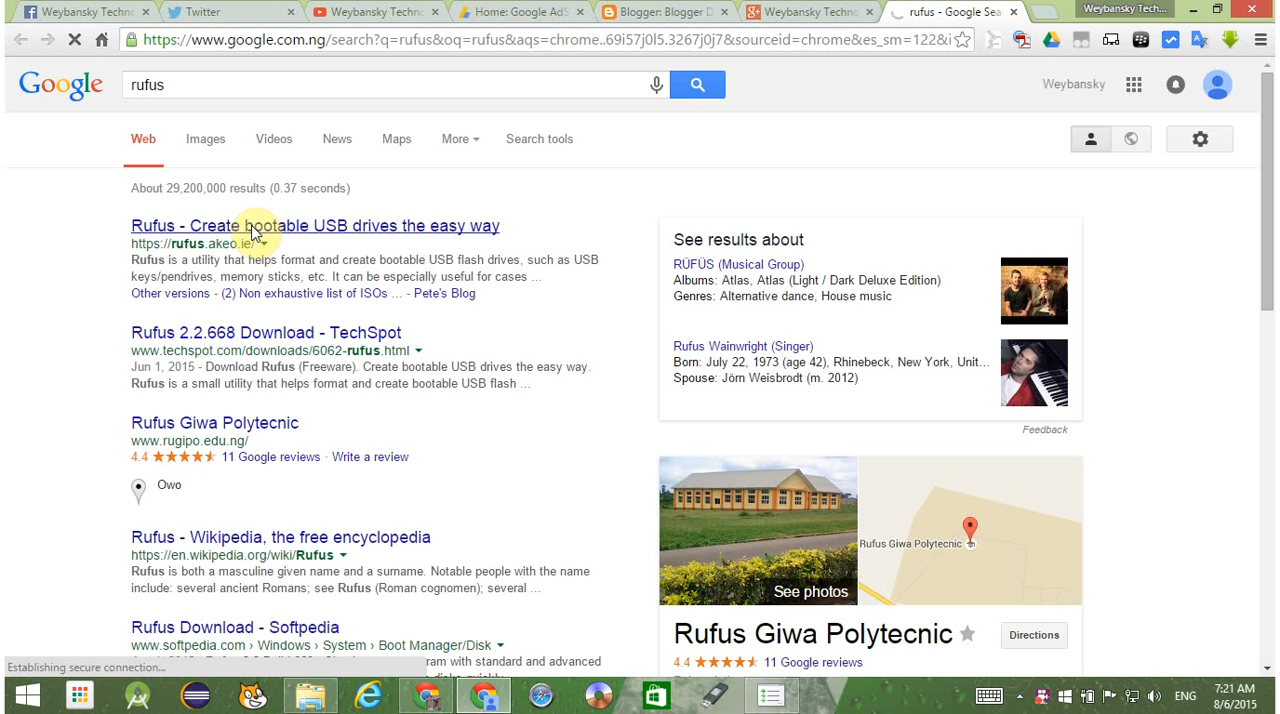 Weybansky Techno
Twitter
Weybansky Techno
Home: Google AdS
Blogger: Blogger D
Weybansky Techno
rufus - Google Sea
Weybansky Tech...
https://www.google.com.ng/search?q=rufus&oq=rufus&aqs=chrome..69i57j0l5.3267j0j7&sourceid=chrome&es_sm=122&i
Google
rufus
Weybansky
Web
Images
Videos
News
Maps
More
Search tools
About 29,200,000 results (0.37 seconds)
Rufus - Create bootable USB drives the easy way
https://rufus.akeo.ie/
Rufus is a utility that helps format and create bootable USB flash drives, such as USB
keys/pendrives, memory sticks, etc. It can be especially useful for cases ...
Other versions - (2) Non exhaustive list of ISOs ... - Pete's Blog
Rufus 2.2.668 Download - TechSpot
www.techspot.com/downloads/6062-rufus.html
Jun 1, 2015 - Download Rufus (Freeware). Create bootable USB drives the easy way.
Rufus is a small utility that helps format and create bootable USB flash ...
Rufus Giwa Polytecnic
www.rugipo.edu.ng/
4.4 ★★★★★ 11 Google reviews · Write a review
Owo
Rufus - Wikipedia, the free encyclopedia
https://en.wikipedia.org/wiki/Rufus
Rufus is both a masculine given name and a surname. Notable people with the name
include: several ancient Romans; see Rufus (Roman cognomen); several ...
Rufus Download - Softpedia
www.softpedia.com › Windows › System › Boot Manager/Disk
gram with standard and advanced
See results about
RÜFÜS (Musical Group)
Albums: Atlas, Atlas (Light / Dark Deluxe Edition)
Genres: Alternative dance, House music
Rufus Wainwright (Singer)
Born: July 22, 1973 (age 42), Rhinebeck, New York, Unit...
Spouse: Jörn Weisbrodt (m. 2012)
Feedback
See photos
Rufus Giwa Polytecnic
Rufus Giwa Polytecnic
Directions
4.4 ★★★★★ 11 Google reviews
Establishing secure connection...
ENG
7:21 AM
8/6/2015